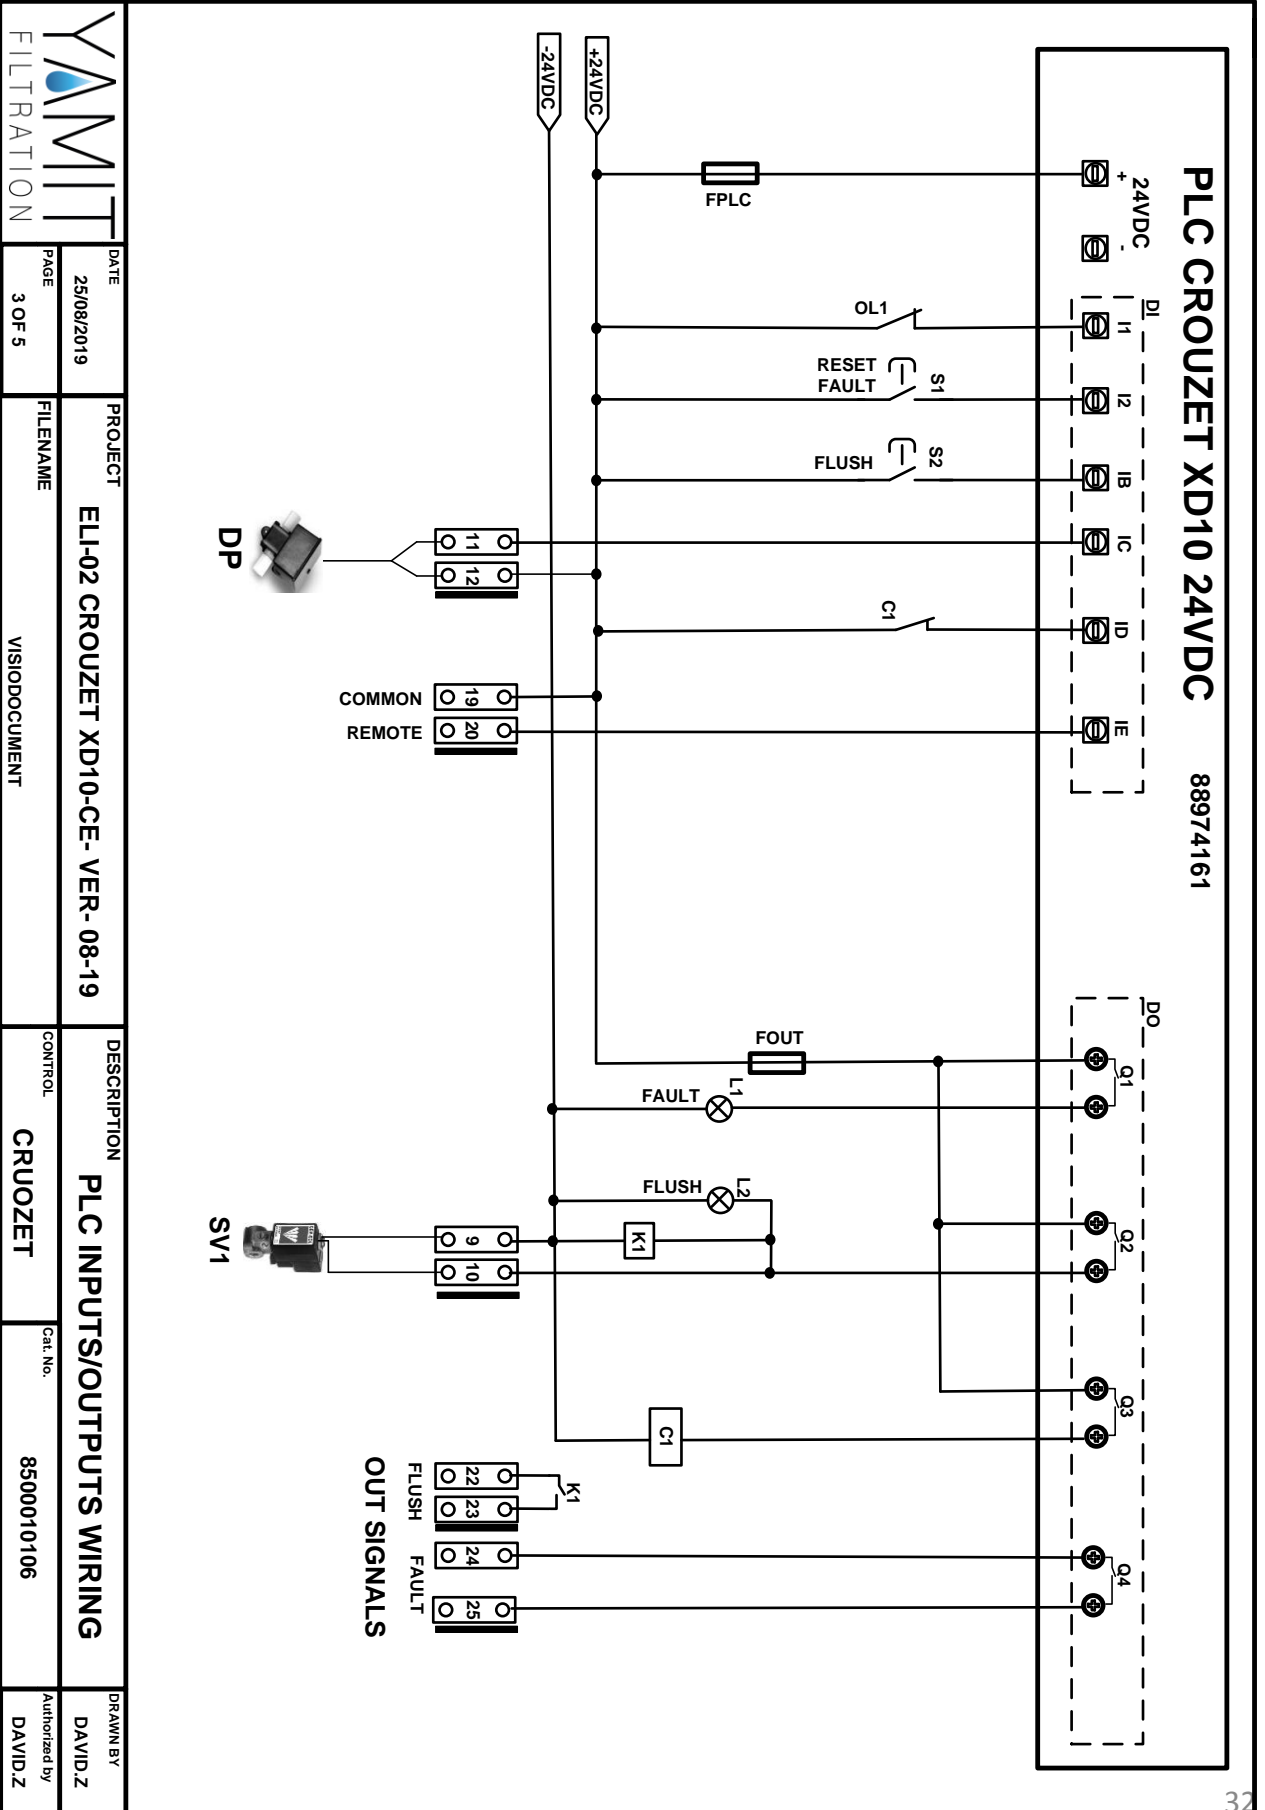 PLC CROUZET XD10 24VDC 88974161
24VDC
+ -
DI
I1 I2 IB IC ID IE
DO
Q1 Q2 Q3 Q4
+24VDC
-24VDC
FPLC
OL1
RESET
FAULT
S1
FLUSH
S2
11
12
DP
C1
COMMON
19
REMOTE
20
FOUT
FAULT
L1
FLUSH
L2
K1
9
10
SV1
C1
K1
22
23
FLUSH
24
25
FAULT
OUT SIGNALS
YAMIT
FILTRATION
DATE
25/08/2019
PAGE
3 OF 5
PROJECT
ELI-02 CROUZET XD10-CE- VER- 08-19
FILENAME
VISIODOCUMENT
DESCRIPTION
PLC INPUTS/OUTPUTS WIRING
CONTROL
CRUOZET
Cat. No.
8500010106
DRAWN BY
DAVID.Z
Authorized by
DAVID.Z
32